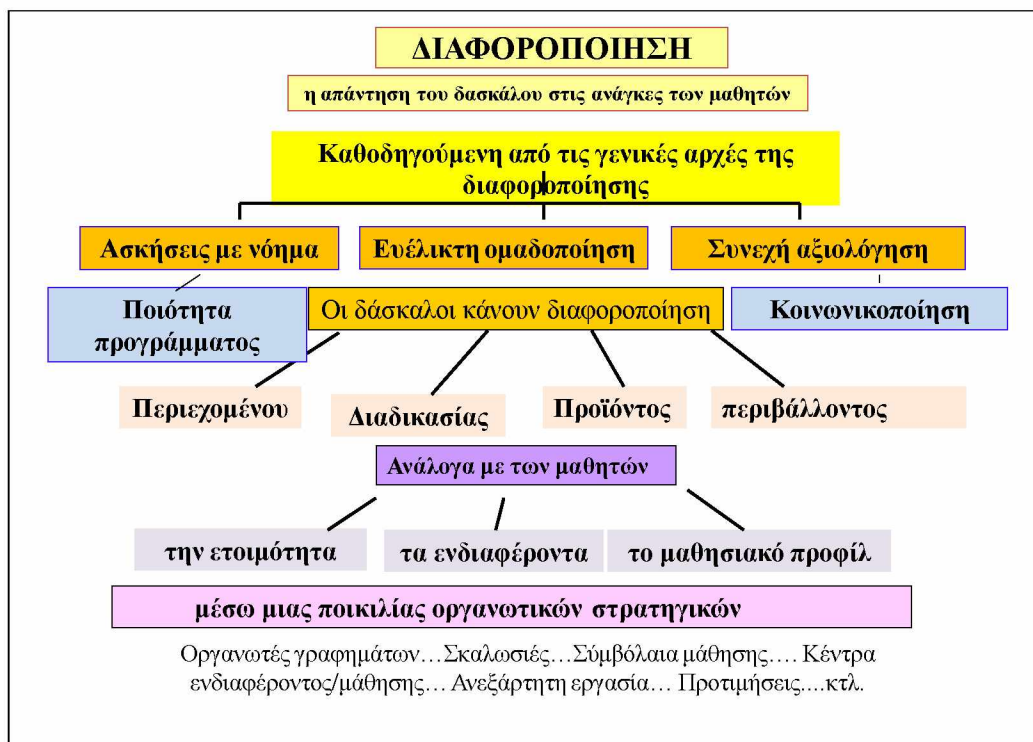 ΔΙΑΦΟΡΟΠΟΙΗΣΗ
η απάντηση του δασκάλου στις ανάγκες των μαθητών
Καθοδηγούμενη από τις γενικές αρχές της
διαφοροποίησης
Ασκήσεις με νόημα
Ευέλικτη ομαδοποίηση
Συνεχή αξιολόγηση
Ποιότητα
προγράμματος
Οι δάσκαλοι κάνουν διαφοροποίηση
Κοινωνικοποίηση
Περιεχομένου
Διαδικασίας
Προϊόντος
περιβάλλοντος
Ανάλογα με των μαθητών
την ετοιμότητα
τα ενδιαφέροντα
το μαθησιακό προφίλ
μέσω μιας ποικιλίας οργανωτικών στρατηγικών
Οργανωτές γραφημάτων…Σκαλωσιές…Σύμβόλαια μάθησης…. Κέντρα
ενδιαφέροντος/μάθησης… Ανεξάρτητη εργασία… Προτιμήσεις....κτλ.